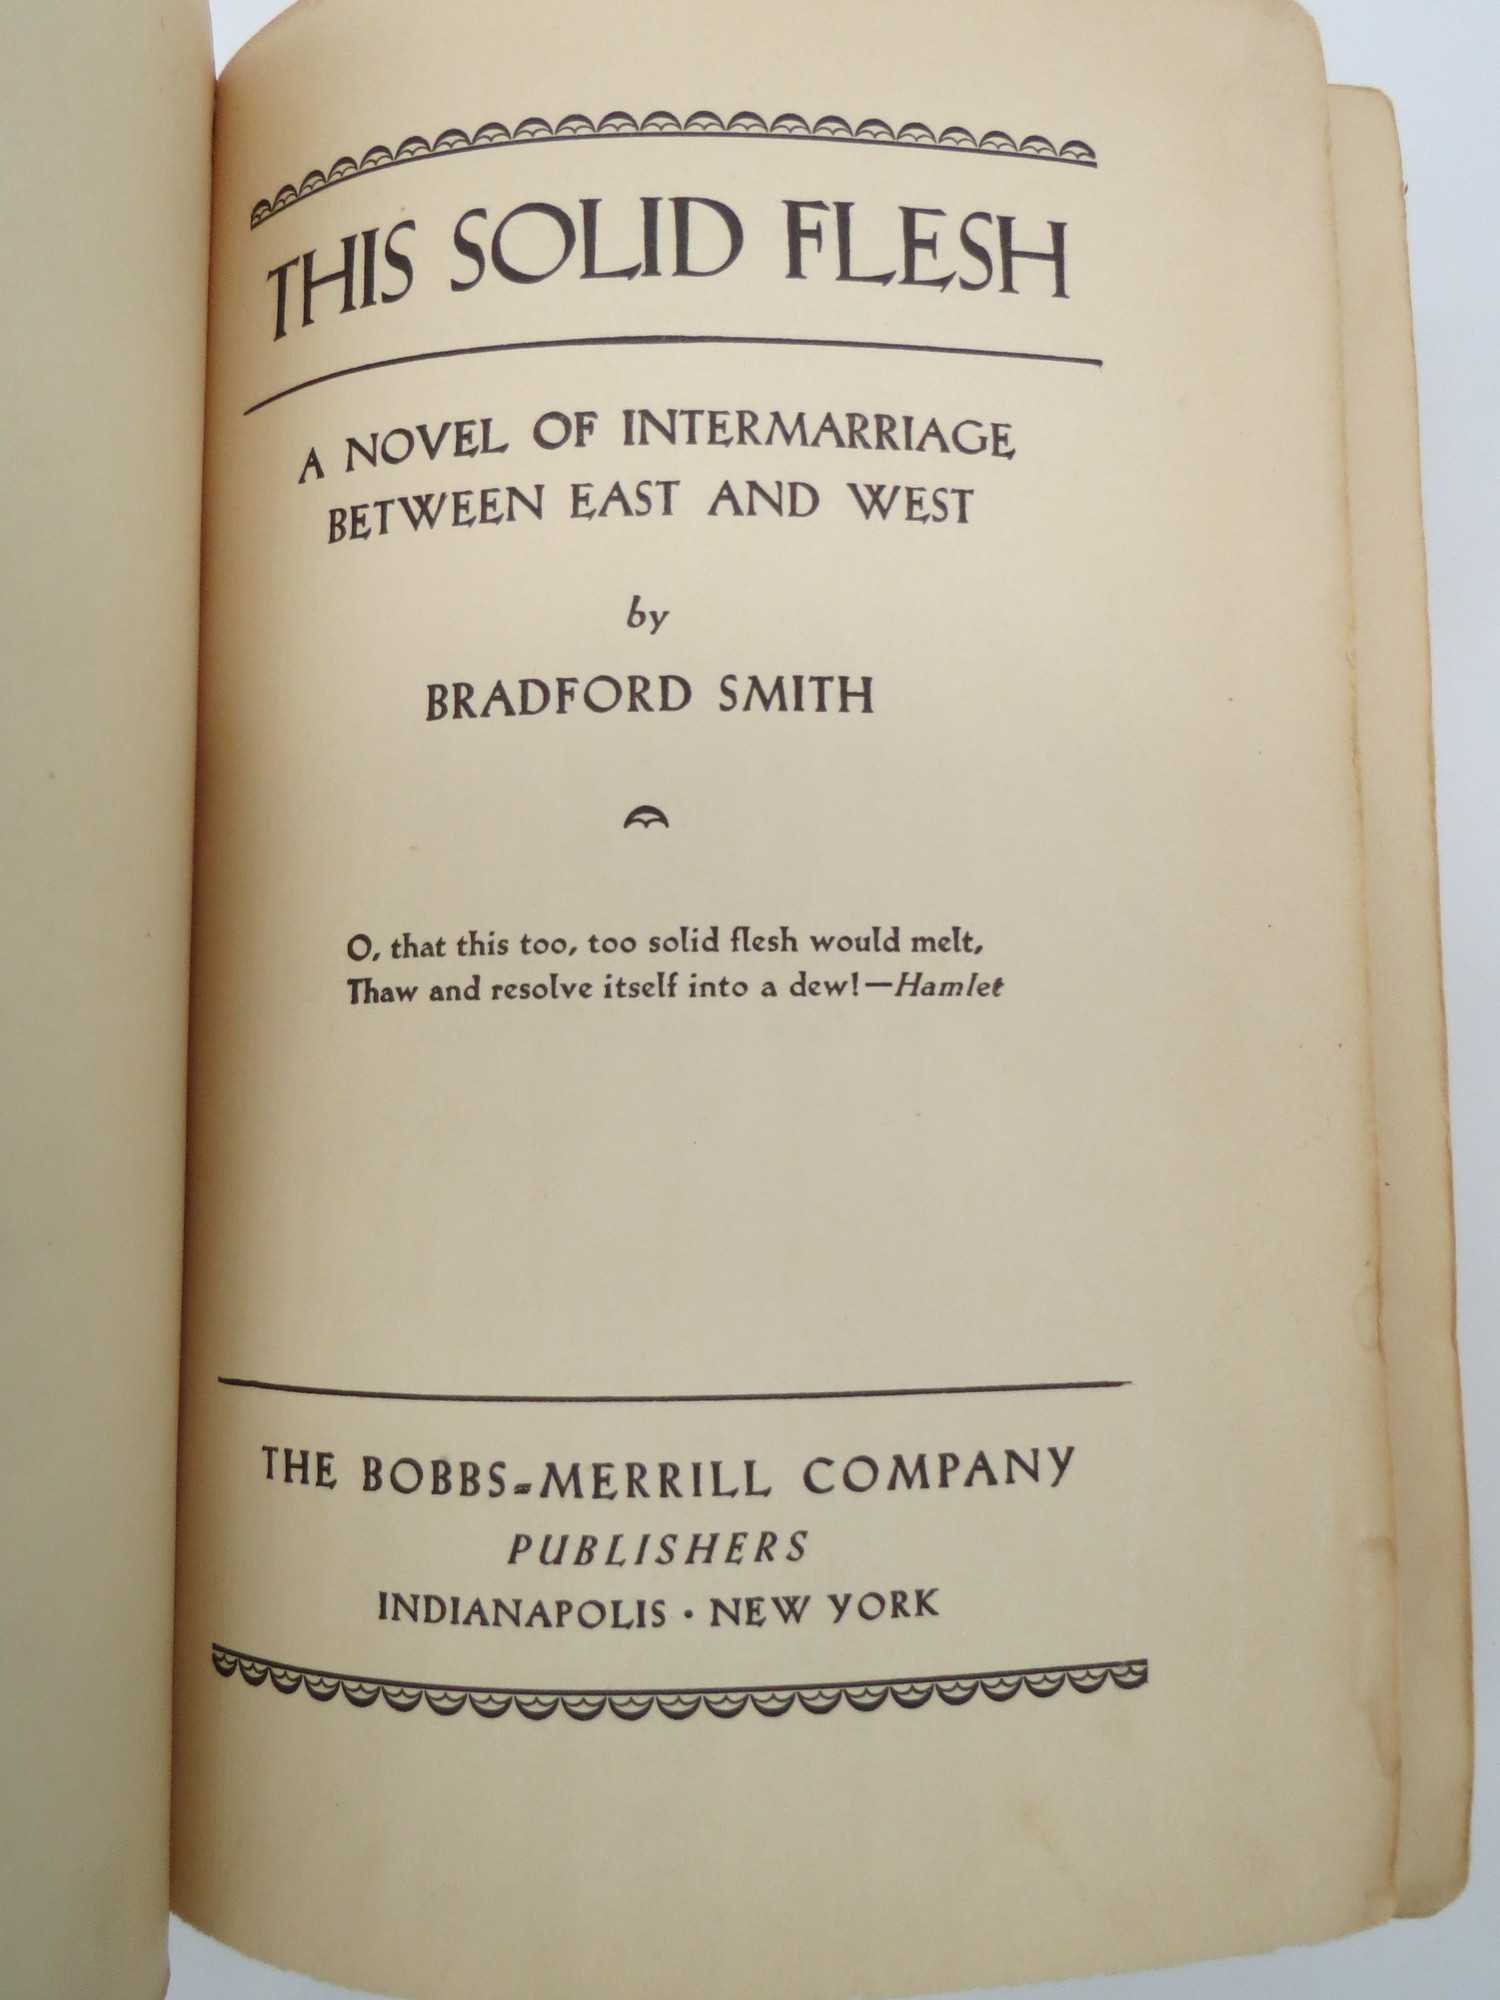 THIS SOLID FLESH
A NOVEL OF INTERMARRIAGE
BETWEEN EAST AND WEST
by
BRADFORD SMITH
O, that this too, too solid flesh would melt,
Thaw and resolve itself into a dew!—Hamlet
THE BOBBS-MERRILL COMPANY
PUBLISHERS
INDIANAPOLIS · NEW YORK